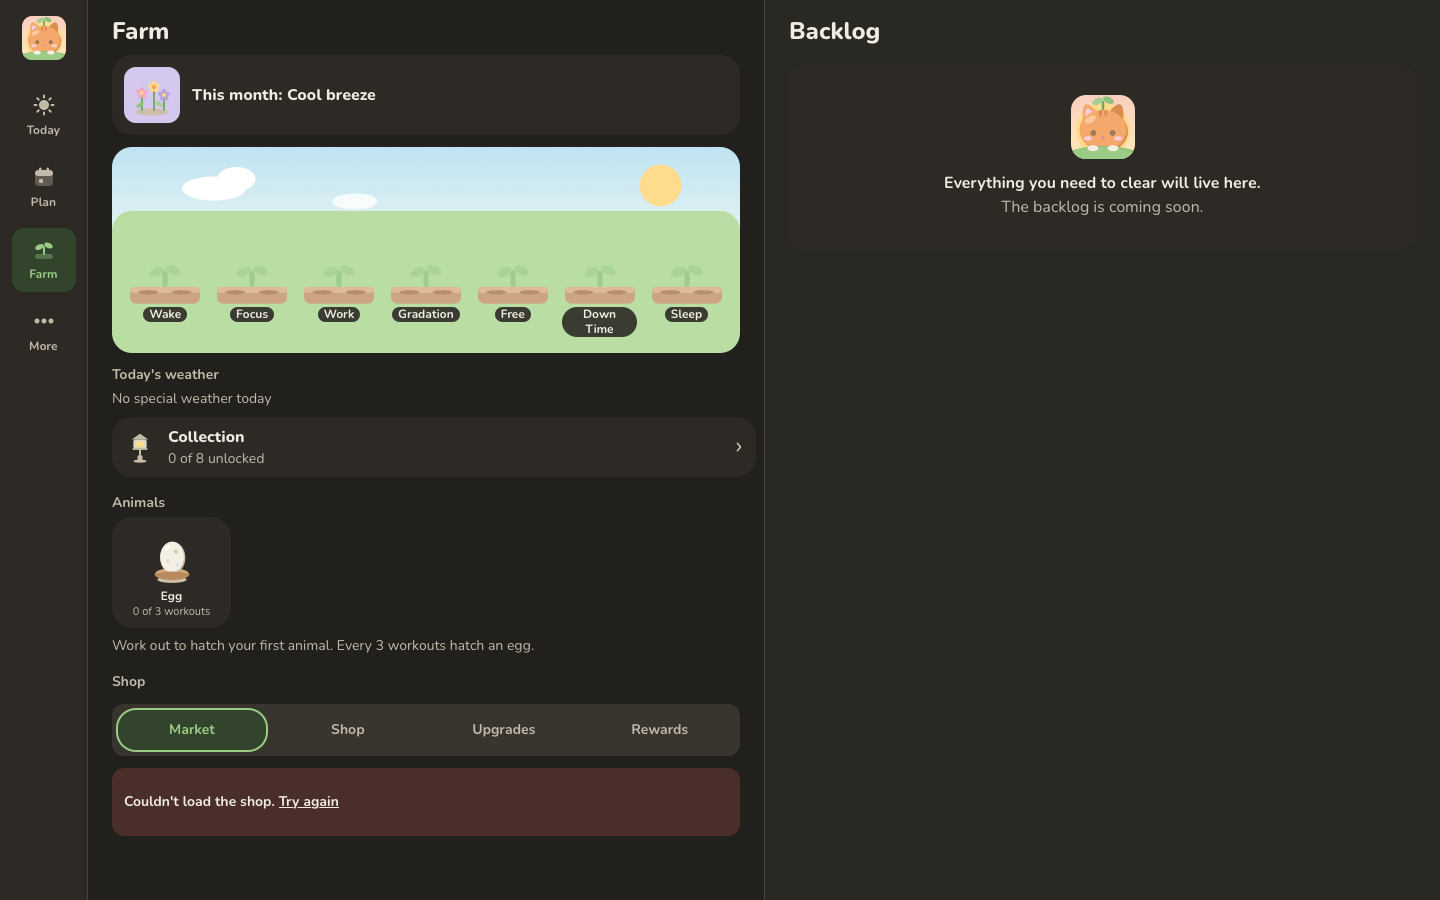 Farm
This month: Cool breeze
Today
Plan
Farm
More
Wake
Focus
Work
Gradation
Free
Down
Time
Sleep
Today's weather
No special weather today
Collection
0 of 8 unlocked
Animals
Egg
0 of 3 workouts
Work out to hatch your first animal. Every 3 workouts hatch an egg.
Shop
Market
Shop
Upgrades
Rewards
Couldn't load the shop. Try again
Backlog
Everything you need to clear will live here.
The backlog is coming soon.